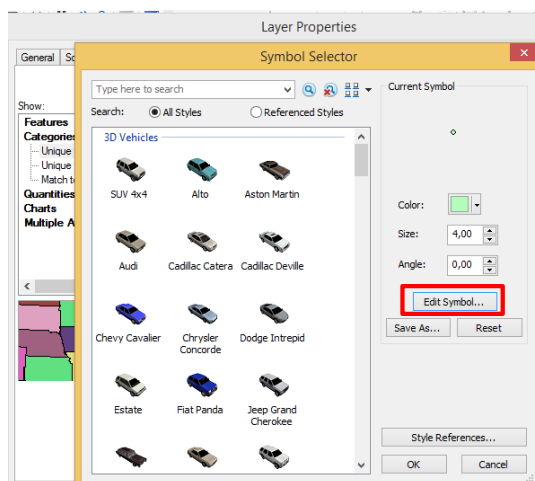 Layer Properties
General
Symbol Selector
×
Type here to search
Current Symbol
Search:
All Styles
Referenced Styles
Show:
Features
Categories
Unique
Unique
Match t
Quantities
Charts
Multiple A
3D Vehicles
SUV 4x4
Alto
Aston Martin
Color:
Size:
4,00
Angle:
0,00
Audi
Cadillac Catera
Cadillac Deville
Edit Symbol...
Save As...
Reset
Chevy Cavalier
Chrysler
Concorde
Dodge Intrepid
Estate
Fiat Panda
Jeep Grand
Cherokee
Style References...
OK
Cancel